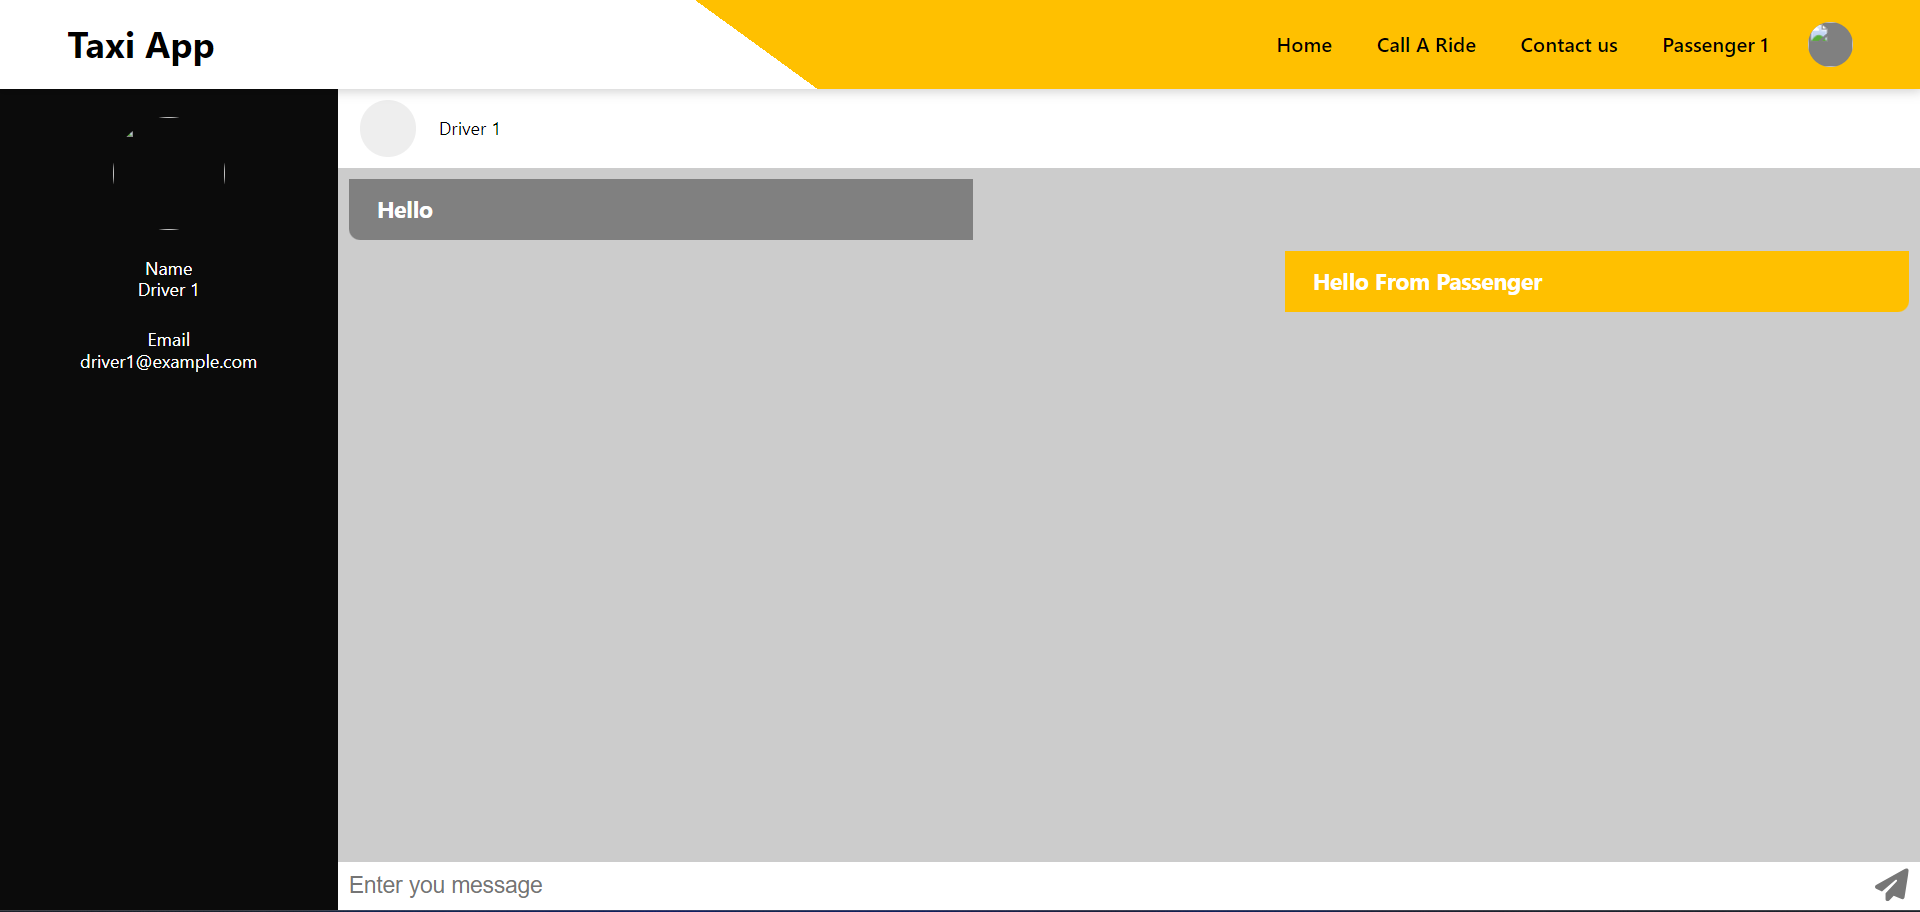 Taxi App
Home
Call A Ride
Contact us
Passenger 1
Name
Driver 1
Email
driver1@example.com
Driver 1
Hello
Hello From Passenger
Enter you message